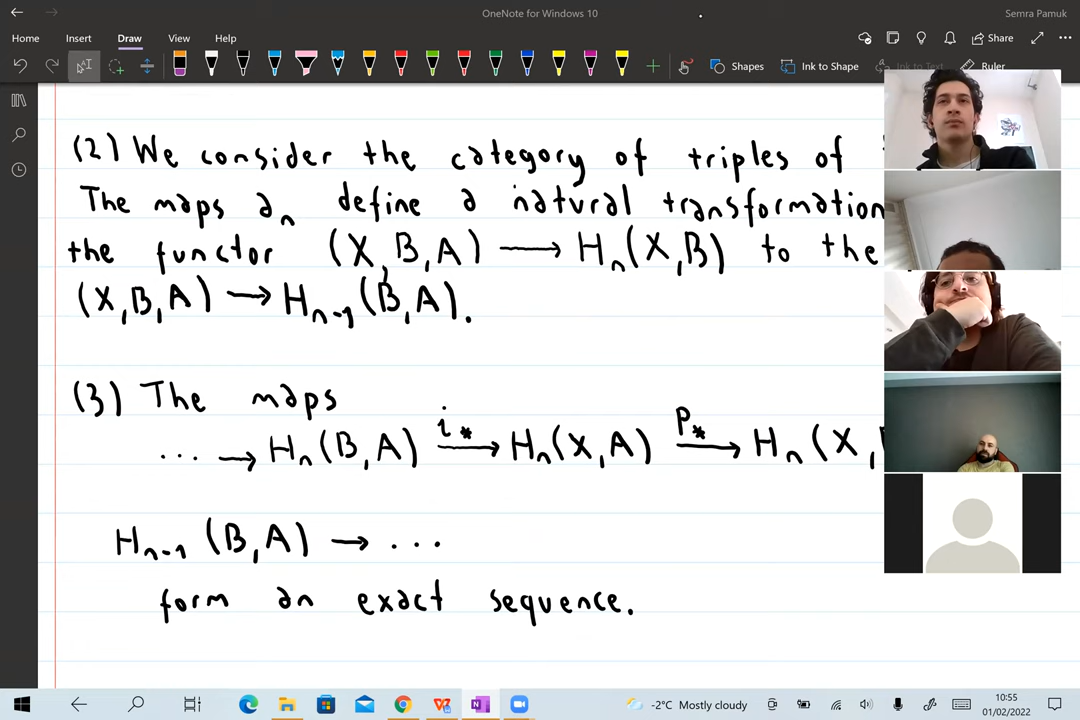 OneNote for Windows 10
Semra Pamuk
Home Insert Draw View Help
Share
Shapes Ink to Shape Ink to Text Ruler
(2) We consider the category of triples of
The maps ∂n define a natural transformation
the functor (X,B,A) → Hn(X,B) to the
(X,B,A) → Hn-1(B,A).
(3) The maps
... → Hn(B,A) i* → Hn(X,A) p* → Hn(X,
Hn-1(B,A) → ...
form an exact sequence.
-2°C Mostly cloudy
10:55
01/02/2022